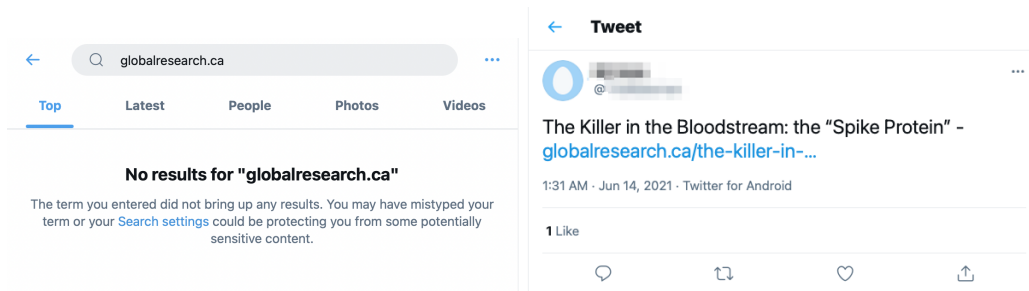 globalresearch.ca
Top Latest People Photos Videos
No results for "globalresearch.ca"
The term you entered did not bring up any results. You may have mistyped your
term or your Search settings could be protecting you from some potentially
sensitive content.
Tweet
@
The Killer in the Bloodstream: the “Spike Protein” -
globalresearch.ca/the-killer-in-...
1:31 AM · Jun 14, 2021 · Twitter for Android
1 Like